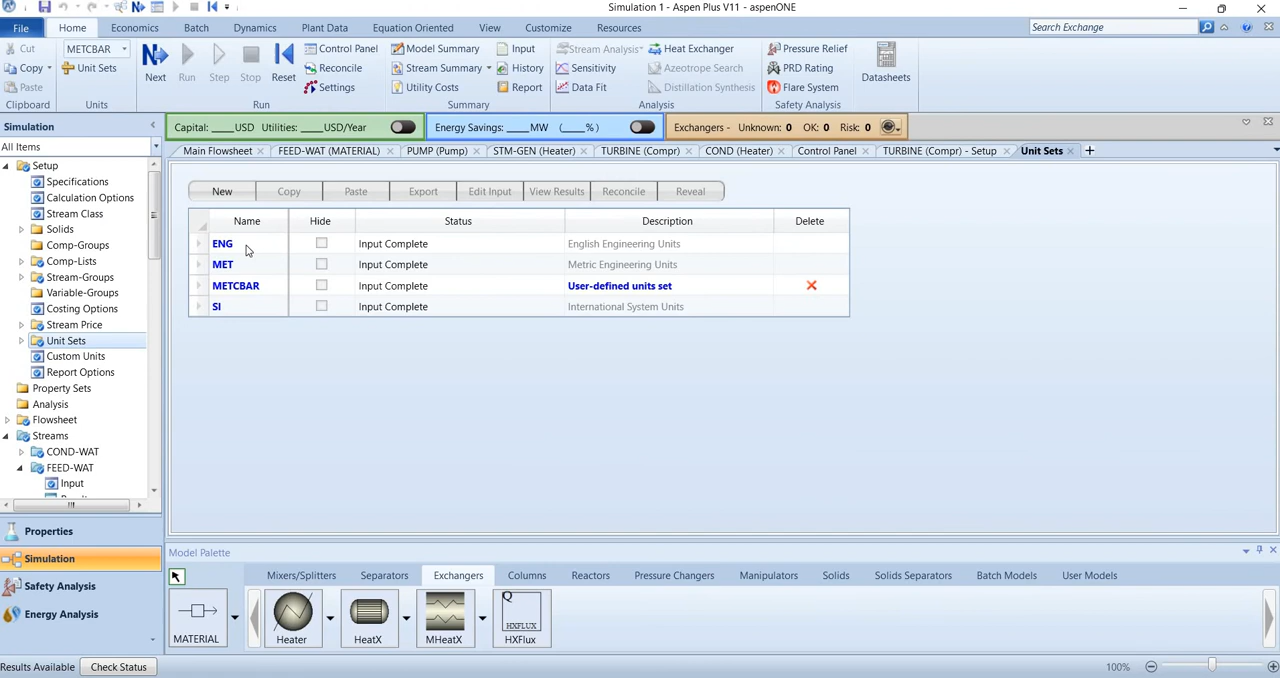 Simulation 1 - Aspen Plus V11 - aspenONE
File Home Economics Batch Dynamics Plant Data Equation Oriented View Customize Resources Search Exchange
Cut METCBAR Control Panel Model Summary Input Stream Analysis Heat Exchanger Pressure Relief
Copy Unit Sets Next Run Step Stop Reset Reconcile Stream Summary History Sensitivity Azeotrope Search PRD Rating Datasheets
Paste Settings Utility Costs Report Data Fit Distillation Synthesis Flare System
Clipboard Units Run Summary Analysis Safety Analysis
Simulation Capital: ____USD Utilities: ____USD/Year Energy Savings: ____MW (____%) Exchangers - Unknown: 0 OK: 0 Risk: 0
All Items Main Flowsheet FEED-WAT (MATERIAL) PUMP (Pump) STM-GEN (Heater) TURBINE (Compr) COND (Heater) Control Panel TURBINE (Compr) - Setup Unit Sets
Setup
Specifications
Calculation Options
Stream Class
Solids
Comp-Groups
Comp-Lists
Stream-Groups
Variable-Groups
Costing Options
Stream Price
Unit Sets
Custom Units
Report Options
Property Sets
Analysis
Flowsheet
Streams
COND-WAT
FEED-WAT
Input
New Copy Paste Export Edit Input View Results Reconcile Reveal
Name Hide Status Description Delete
ENG Input Complete English Engineering Units
MET Input Complete Metric Engineering Units
METCBAR Input Complete User-defined units set
SI Input Complete International System Units
Properties
Simulation
Safety Analysis
Energy Analysis
Model Palette
Mixers/Splitters Separators Exchangers Columns Reactors Pressure Changers Manipulators Solids Solids Separators Batch Models User Models
Q
HXFLUX
MATERIAL Heater HeatX MHeatX HXFlux
Results Available Check Status 100%